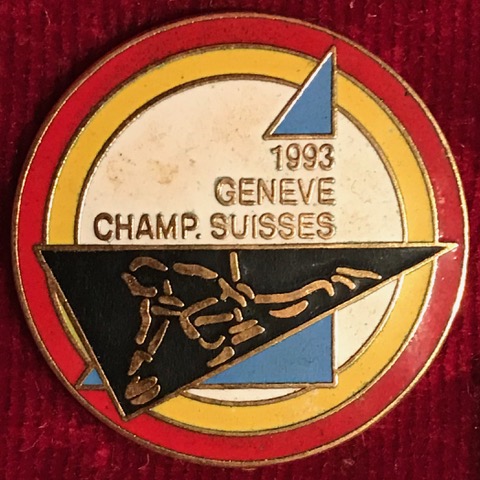 1993
GENEVE
CHAMP. SUISSES